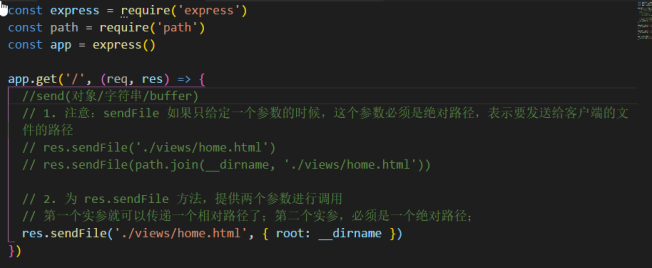 const express = require('express')
const path = require('path')
const app = express()
app.get('/', (req, res) => {
//send(对象/字符串/buffer)
// 1. 注意：sendFile 如果只给定一个参数的时候，这个参数必须是绝对路径，表示要发送给客户端的文
件的路径
// res.sendFile('./views/home.html')
// res.sendFile(path.join(__dirname, './views/home.html'))
// 2. 为 res.sendFile 方法，提供两个参数进行调用
// 第一个实参就可以传递一个相对路径了；第二个实参，必须是一个绝对路径；
res.sendFile('./views/home.html', { root: __dirname })
})